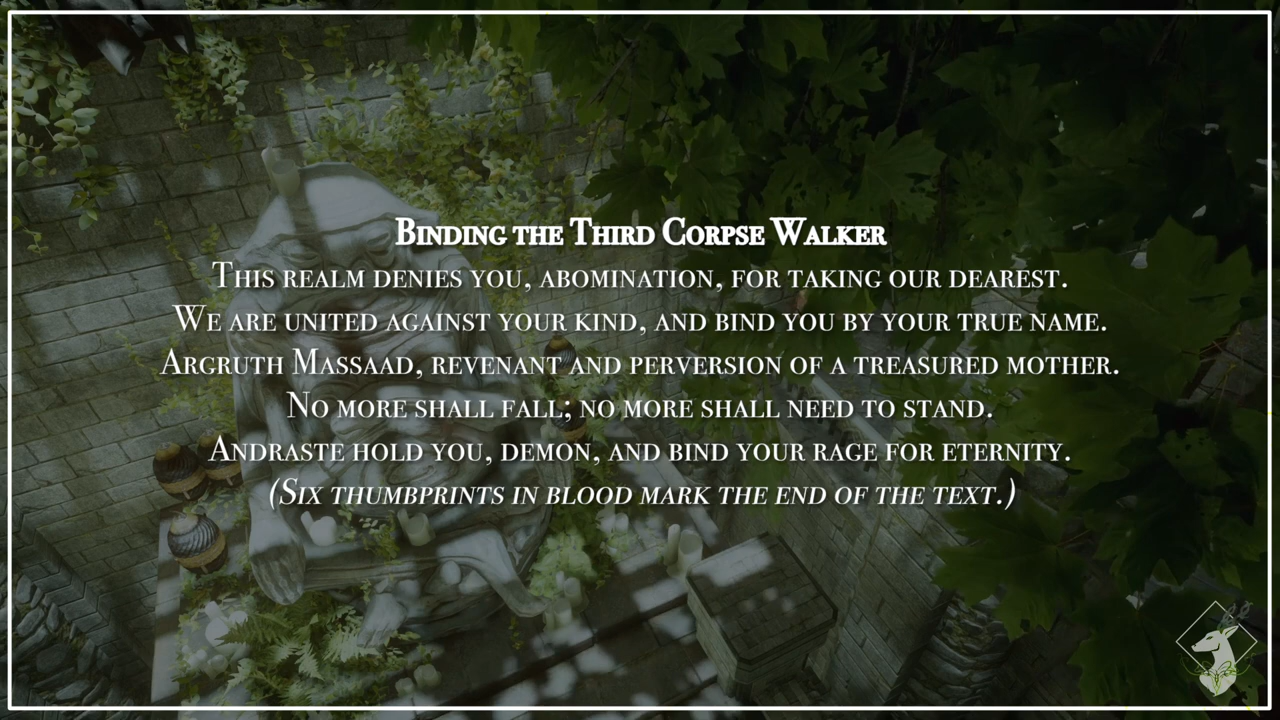 Binding the Third Corpse Walker
This realm denies you, abomination, for taking our dearest.
We are united against your kind, and bind you by your true name.
Argruth Massaad, revenant and perversion of a treasured mother.
No more shall fall; no more shall need to stand.
Andraste hold you, demon, and bind your rage for eternity.
(Six thumbprints in blood mark the end of the text.)